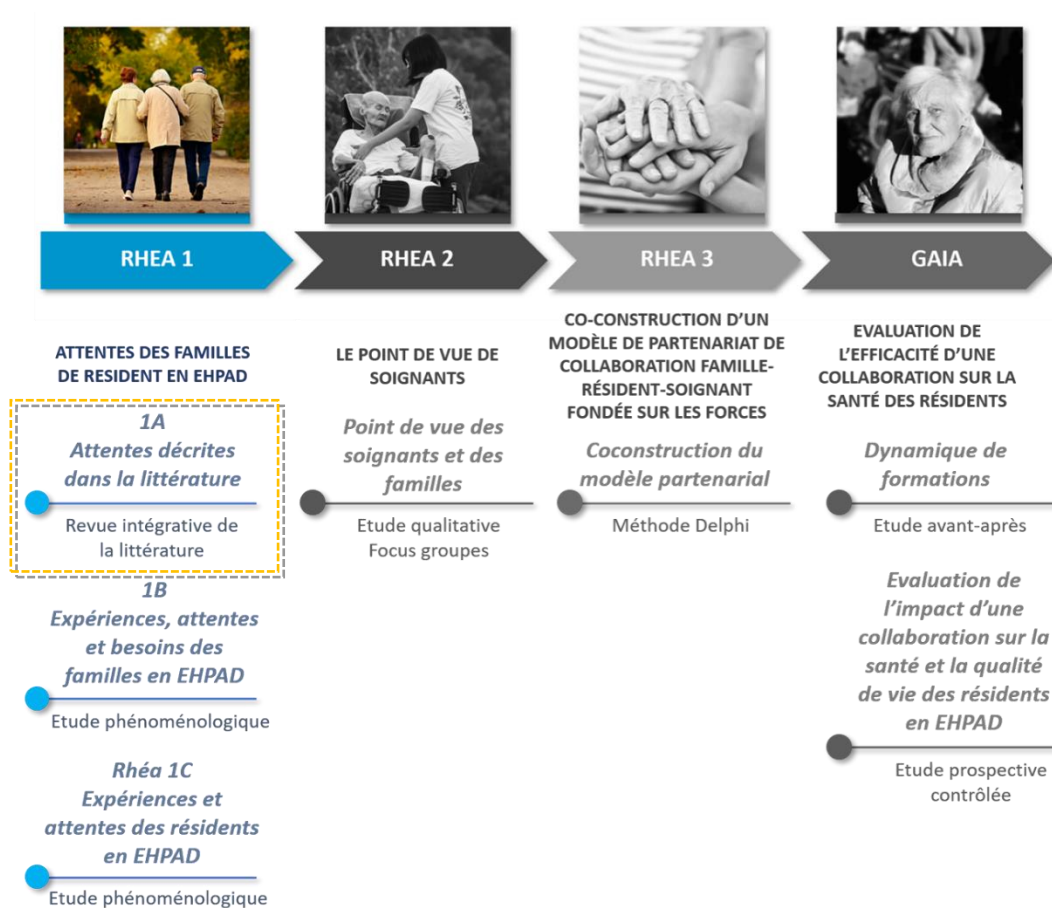 RHEA 1
RHEA 2
RHEA 3
GAIA
ATTENTES DES FAMILLES
DE RESIDENT EN EHPAD
1A
Attentes décrites
dans la littérature
Revue intégrative de
la littérature
1B
Expériences, attentes
et besoins des
familles en EHPAD
Etude phénoménologique
Rhéa 1C
Expériences et
attentes des résidents
en EHPAD
Etude phénoménologique
LE POINT DE VUE DE
SOIGNANTS
Point de vue des
soignants et des
familles
Etude qualitative
Focus groupes
CO-CONSTRUCTION D'UN
MODÈLE DE PARTENARIAT DE
COLLABORATION FAMILLE-
RÉSIDENT-SOIGNANT
FONDÉE SUR LES FORCES
Coconstruction du
modèle partenarial
Méthode Delphi
EVALUATION DE
L'EFFICACITÉ D'UNE
COLLABORATION SUR LA
SANTÉ DES RÉSIDENTS
Dynamique de
formations
Etude avant-après
Evaluation de
l'impact d'une
collaboration sur la
santé et la qualité
de vie des résidents
en EHPAD
Etude prospective
contrôlée